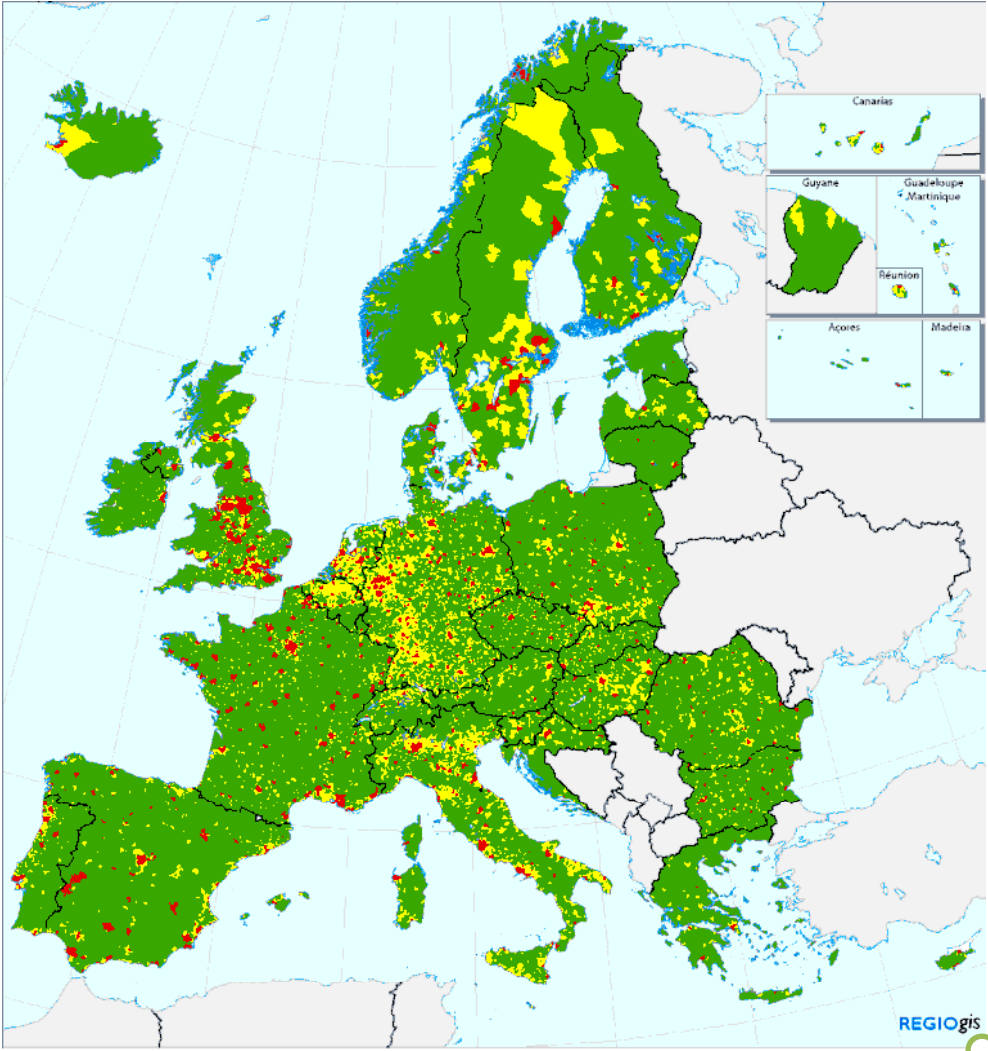 Canarias
Guyane
Guadeloupe
Martinique
Réunion
Açores
Madeira
REGIOgis